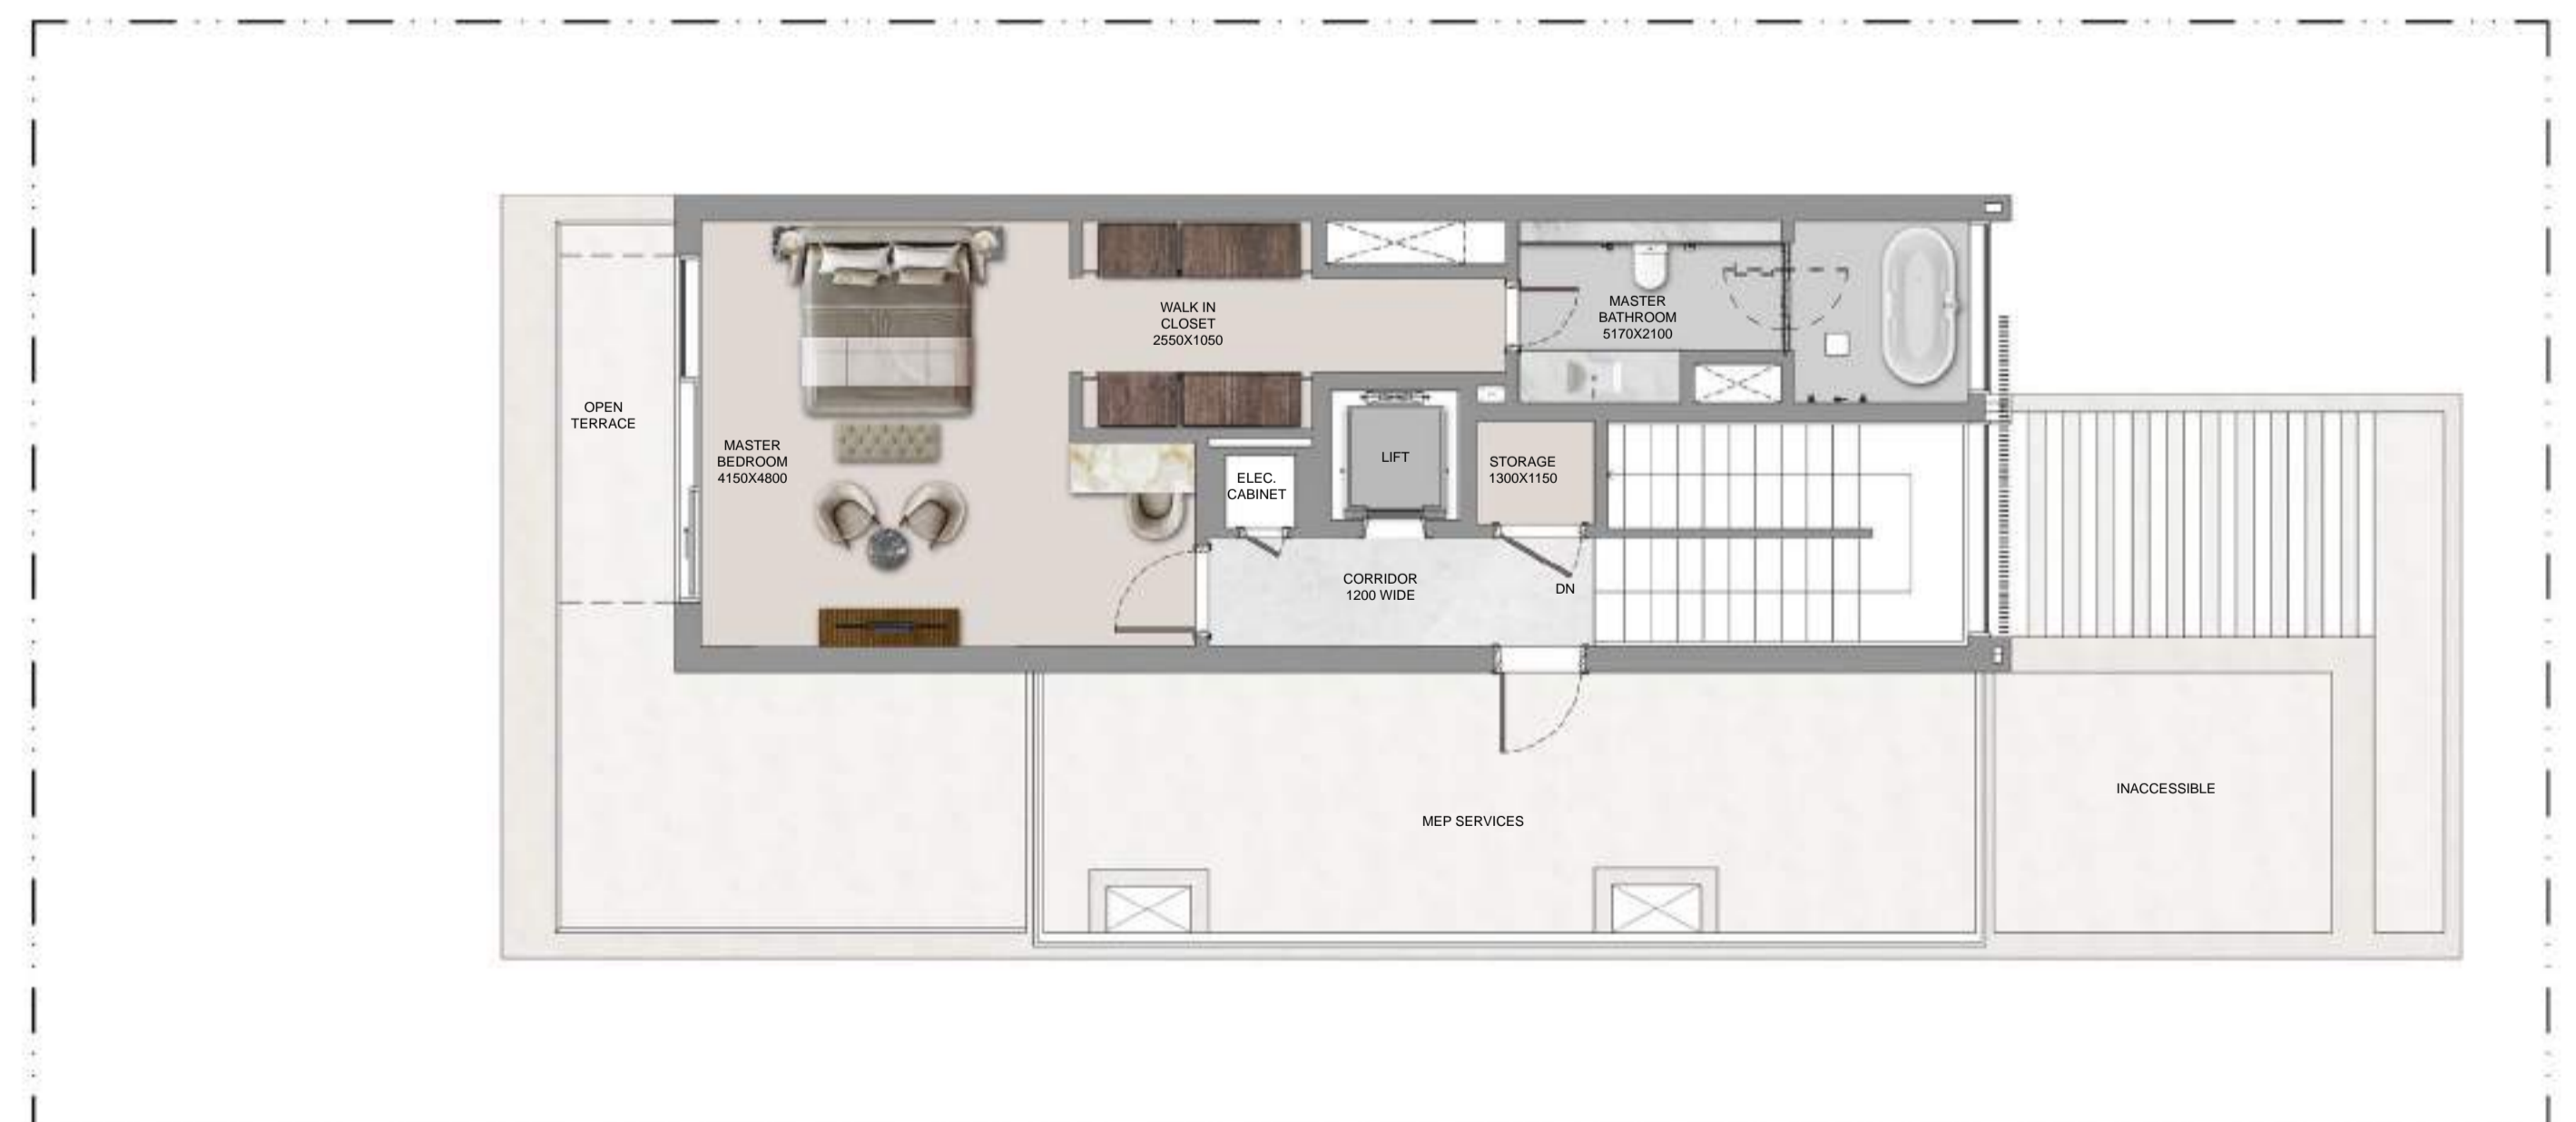 WALK IN
CLOSET
2550X1050
MASTER
BATHROOM
5170X2100
OPEN
TERRACE
MASTER
BEDROOM
4150X4800
ELEC.
CABINET
LIFT
STORAGE
1300X1150
CORRIDOR
1200 WIDE
DN
MEP SERVICES
INACCESSIBLE